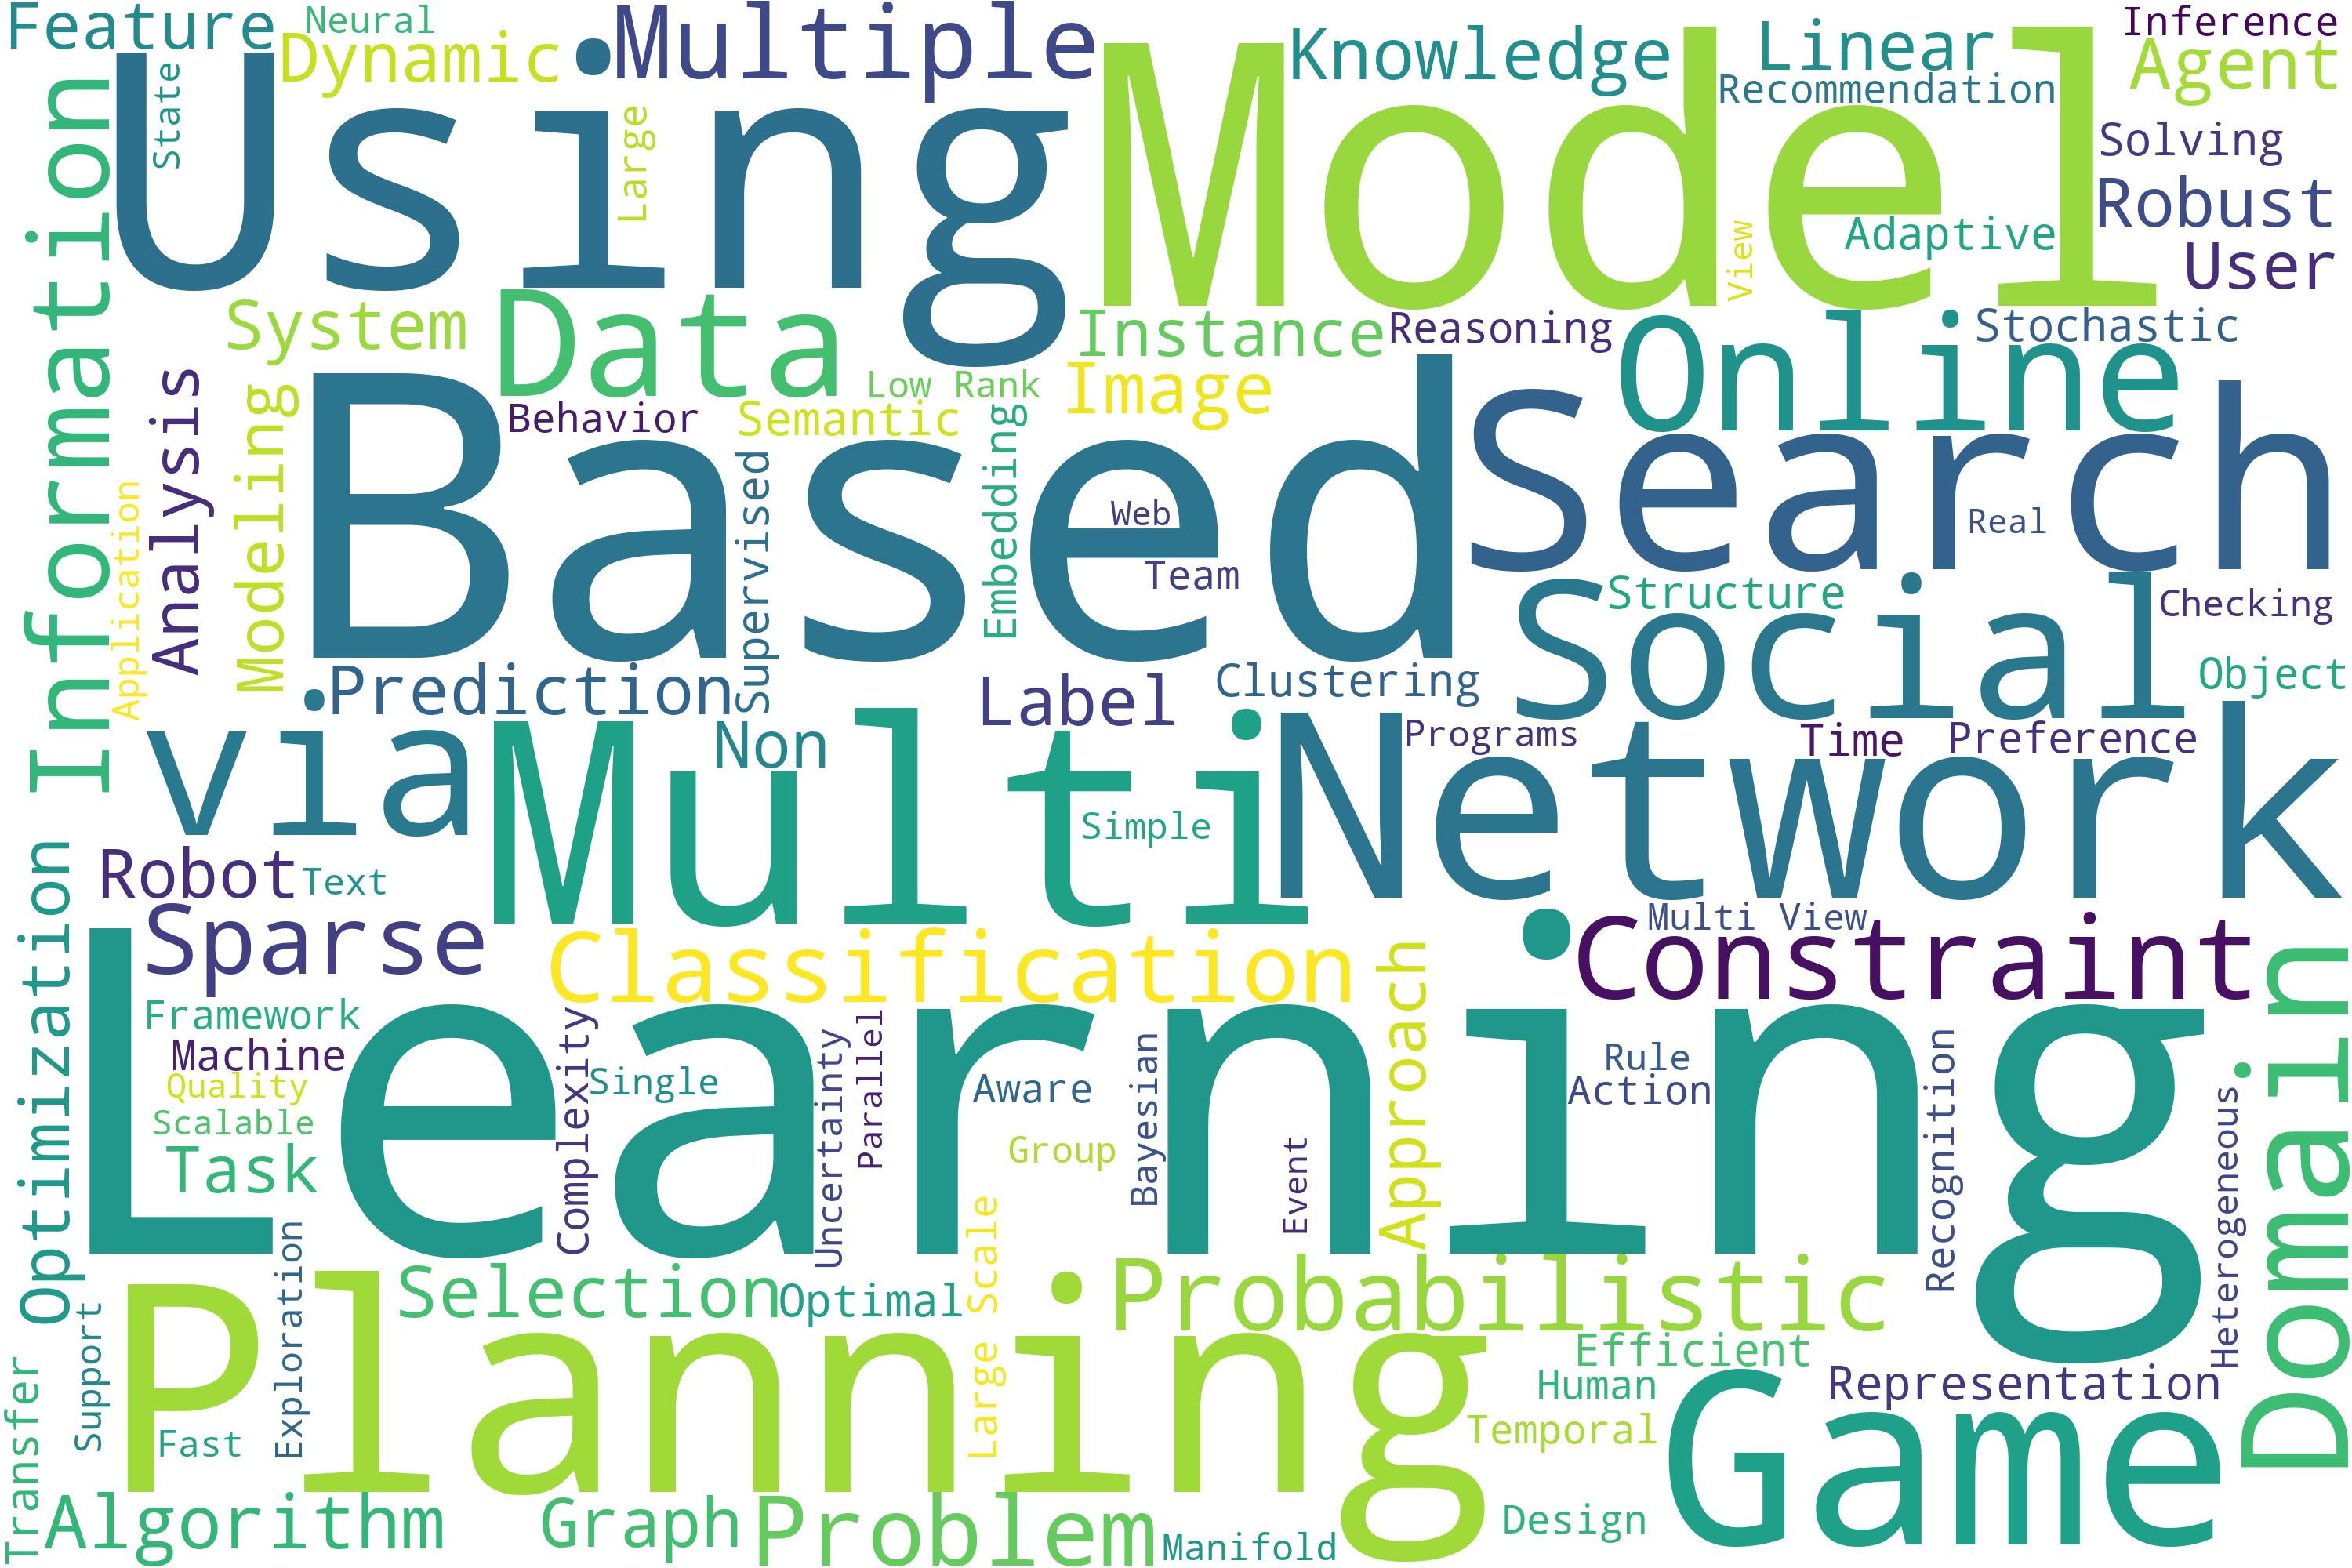 Feature
Neural
Dynamic
Multiple
Knowledge
Linear
Inference
Agent
Recommendation
State
Using
Large
Model
Solving
Robust
Adaptive
View
User
Information
System
Data
Instance
Reasoning
Online
Stochastic
Analysis
Modeling
Behavior
Semantic
Low Rank
Image
Based
Search
Application
Supervised
Embedding
Web
Team
Real
Structure
Social
Checking
Object
Prediction
Label
Clustering
via
Multi
Non
Simple
Network
Programs
Time
Preference
Robot
Text
Optimization
Sparse
Classification
Multi View
Constraint
Approach
Domain
Framework
Machine
Quality
Scalable
Task
Learning
Complexity
Single
Uncertainty
Parallel
Aware
Group
Bayesian
Event
Rule
Action
Recognition
Heterogeneous
Exploration
Selection
Optimal
Large Scale
Probabilistic
Support
Planning
Efficient
Human
Representation
Temporal
Game
Transfer
Fast
Algorithm
Graph
Problem
Manifold
Design